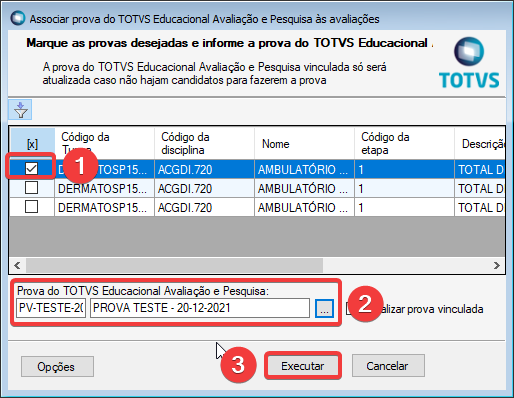 Associar prova do TOTVS Educacional Avaliação e Pesquisa às avaliações
Marque as provas desejadas e informe a prova do TOTVS Educacional
A prova do TOTVS Educacional Avaliação e Pesquisa vinculada só será
atualizada caso não hajam candidatos para fazerem a prova
TOTVS
[x] Código da Turma Código da disciplina Nome Código da etapa Descrição
1
DERMATOSP15... ACGDI.720 AMBULATÓRIO ... 1 TOTAL D
DERMATOSP15... ACGDI.720 AMBULATÓRIO ... 1 TOTAL D
DERMATOSP15... ACGDI.720 AMBULATÓRIO ... 1 TOTAL D
Prova do TOTVS Educacional Avaliação e Pesquisa:
PV-TESTE-20 PROVA TESTE - 20-12-2021 ... 2 prova vinculada
3
Opções Executar Cancelar